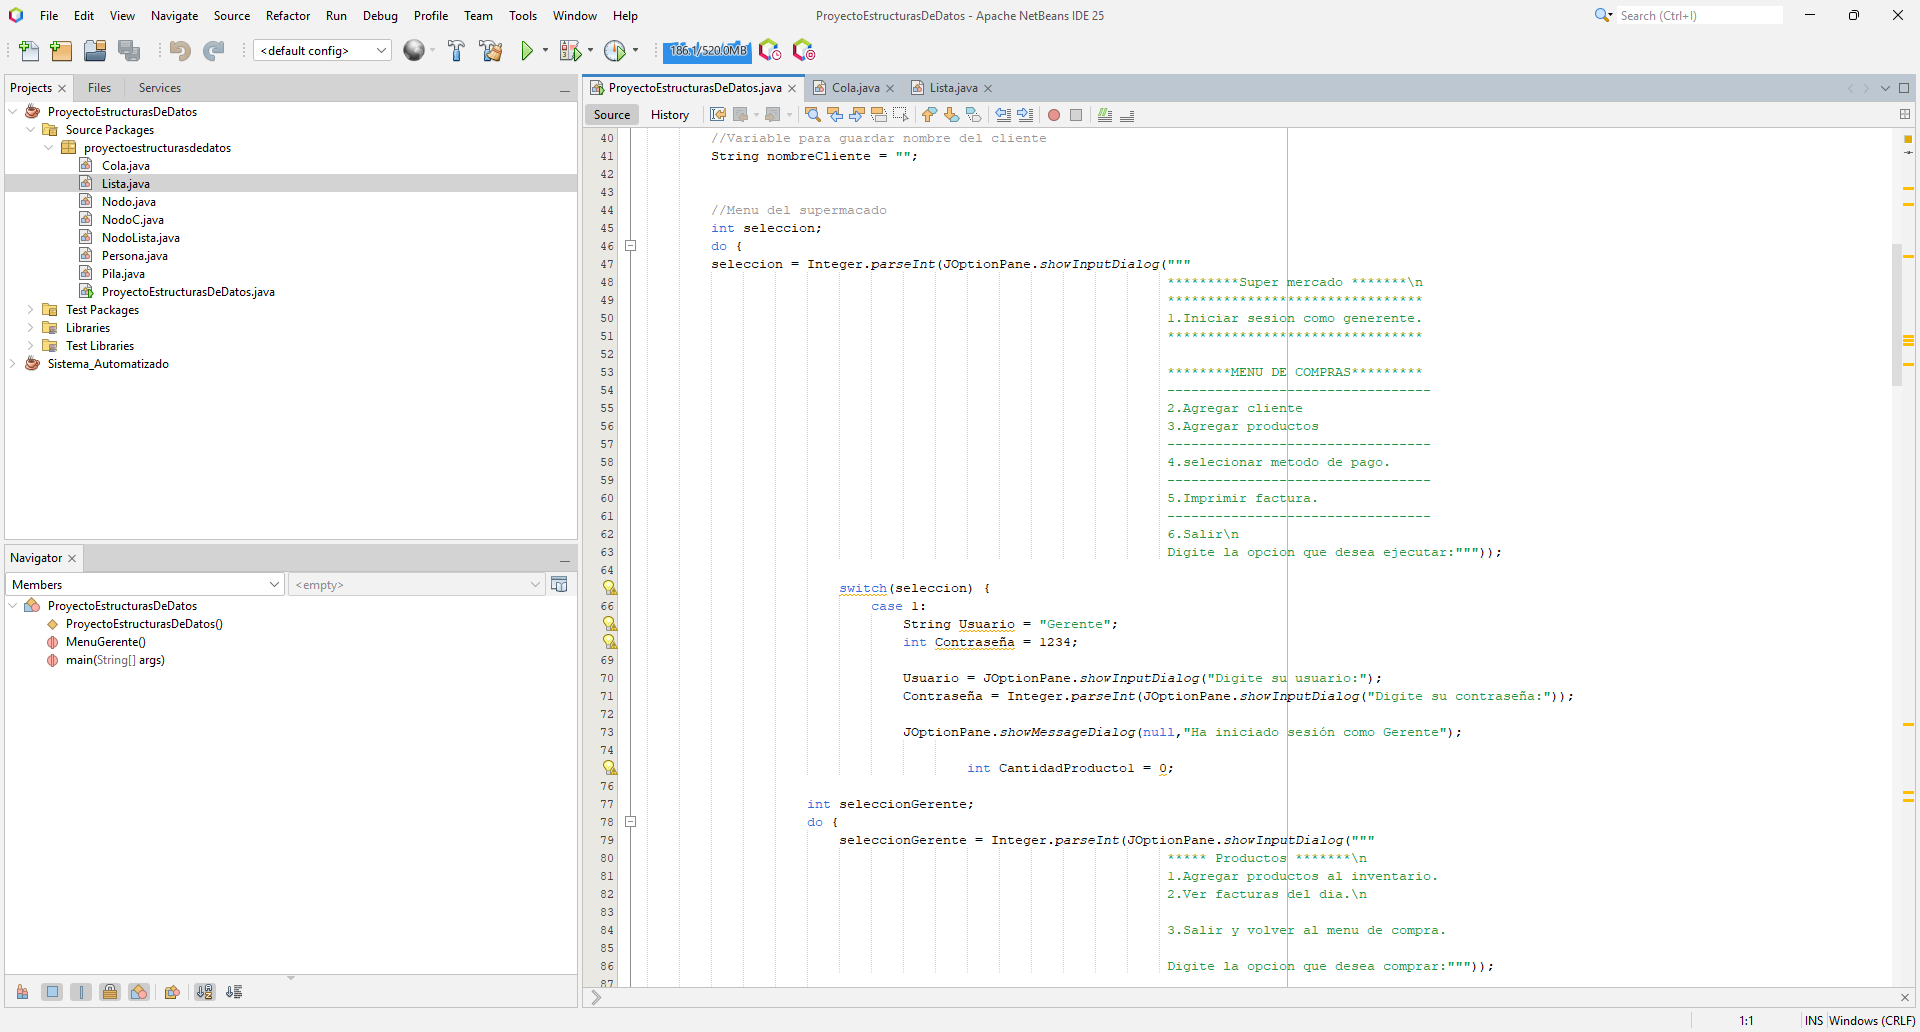 File Edit View Navigate Source Refactor Run Debug Profile Team Tools Window Help
ProyectoEstructurasDeDatos - Apache NetBeans IDE 25
Search (Ctrl+I)
<default config>
186.1/520.0MB
Projects Files Services
ProyectoEstructurasDeDatos
Source Packages
proyectoestructurasdedatos
Cola.java
Lista.java
Nodo.java
NodoC.java
NodoLista.java
Persona.java
Pila.java
ProyectoEstructurasDeDatos.java
Test Packages
Libraries
Test Libraries
Sistema_Automatizado
Navigator
Members
<empty>
ProyectoEstructurasDeDatos
ProyectoEstructurasDeDatos()
MenuGerente()
main(String[] args)
ProyectoEstructurasDeDatos.java Cola.java Lista.java
Source History
40 //Variable para guardar nombre del cliente
41 String nombreCliente = "";
42
43
44 //Menu del supermacado
45 int seleccion;
46 do {
47 seleccion = Integer.parseInt(JOptionPane.showInputDialog("""
48 *********Super mercado *******\n
49 ********************************
50 1.Iniciar sesion como generente.
51 ********************************
52
53 ********MENU DE COMPRAS*********
54 ---------------------------------
55 2.Agregar cliente
56 3.Agregar productos
57 ---------------------------------
58 4.selecionar metodo de pago.
59 ---------------------------------
60 5.Imprimir factura.
61 ---------------------------------
62 6.Salir\n
63 Digite la opcion que desea ejecutar:"""));
64
switch(seleccion) {
66 case 1:
String Usuario = "Gerente";
int Contraseña = 1234;
69
70 Usuario = JOptionPane.showInputDialog("Digite su usuario:");
71 Contraseña = Integer.parseInt(JOptionPane.showInputDialog("Digite su contraseña:"));
72
73 JOptionPane.showMessageDialog(null,"Ha iniciado sesión como Gerente");
74
int CantidadProducto1 = 0;
76
77 int seleccionGerente;
78 do {
79 seleccionGerente = Integer.parseInt(JOptionPane.showInputDialog("""
80 ***** Productos *******\n
81 1.Agregar productos al inventario.
82 2.Ver facturas del dia.\n
83
84 3.Salir y volver al menu de compra.
85
86 Digite la opcion que desea comprar:"""));
87
1:1 INS Windows (CRLF)